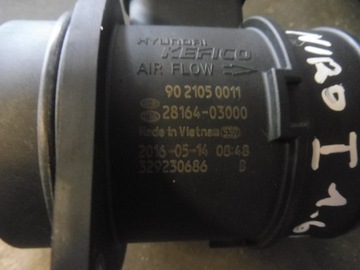 HYUNDAI
KEFICO
AIR FLOW
90 2105 0011
28164-03000
Made in Vietnam
2016-05-14 08:48
329230686 B
NIRO
I
1.6